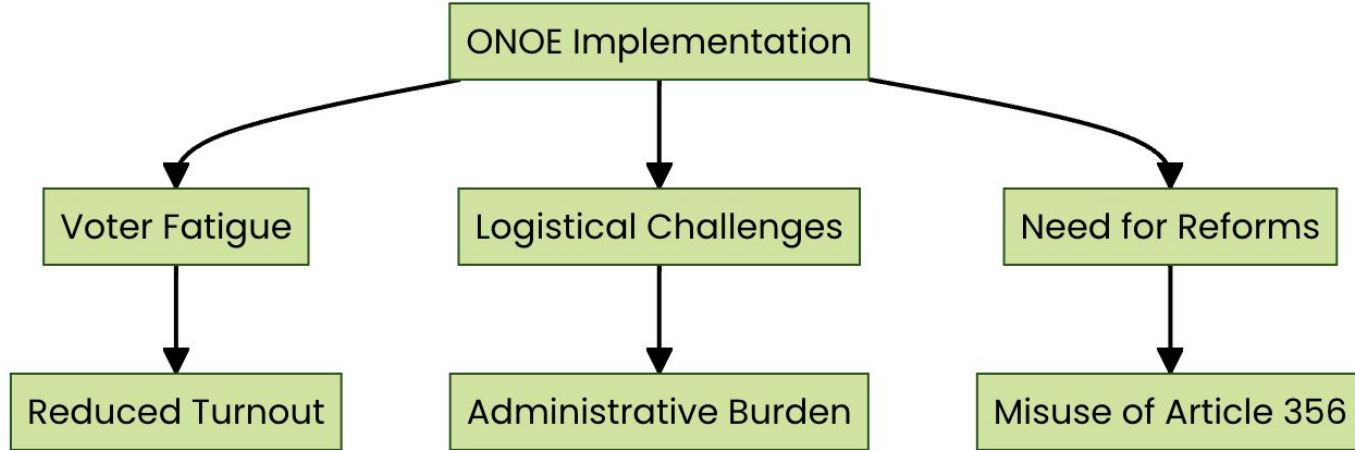 ONOE Implementation
Voter Fatigue
Logistical Challenges
Need for Reforms
Reduced Turnout
Administrative Burden
Misuse of Article 356